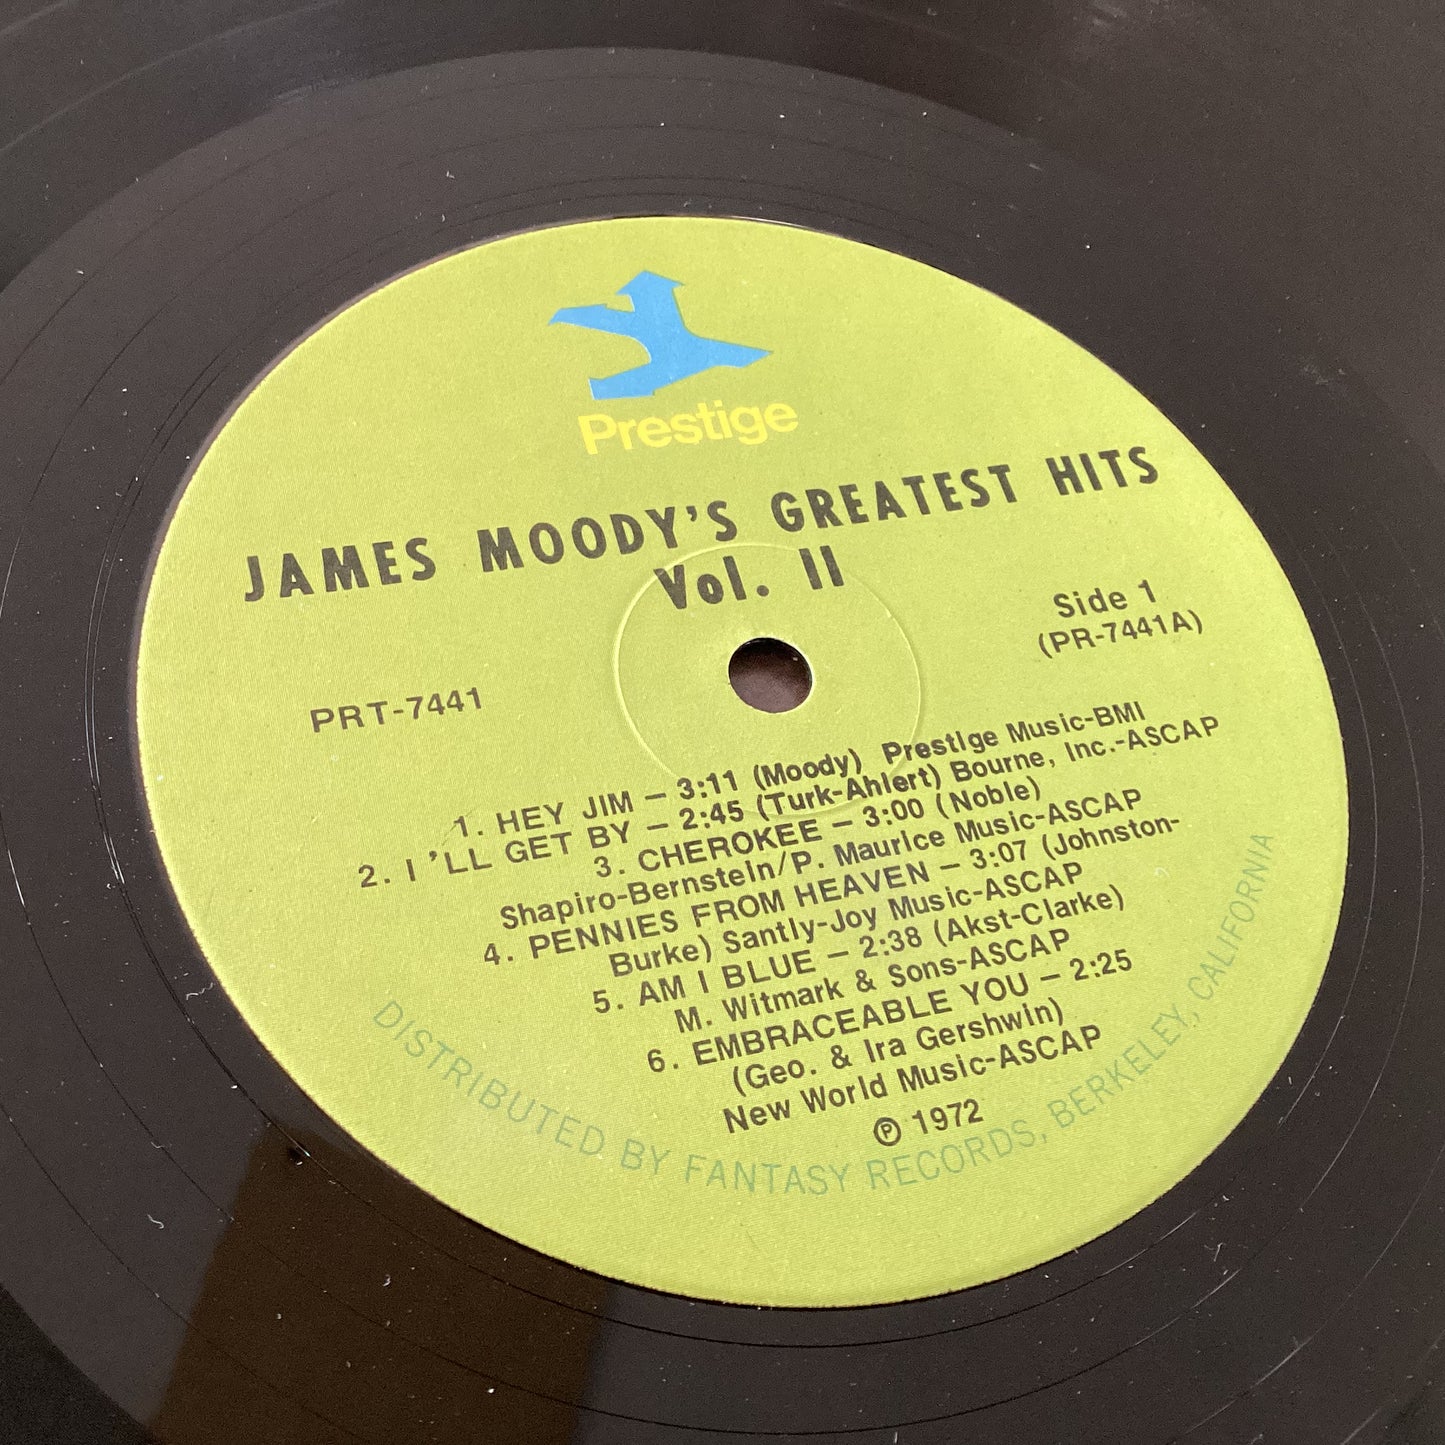 Prestige
JAMES MOODY'S GREATEST HITS
Vol. II
Side 1
(PR-7441A)
PRT-7441
1. HEY JIM – 3:11 (Moody) Prestige Music-BMI
2. I 'LL GET BY – 2:45 (Turk-Ahlert) Bourne, Inc.-ASCAP
3. CHEROKEE – 3:00 (Noble)
Shapiro-Bernstein/P. Maurice Music-ASCAP
4. PENNIES FROM HEAVEN – 3:07 (Johnston-
Burke) Santly-Joy Music-ASCAP
5. AM I BLUE – 2:38 (Akst-Clarke)
M. Witmark & Sons-ASCAP
6. EMBRACEABLE YOU – 2:25
(Geo. & Ira Gershwin)
New World Music-ASCAP
℗ 1972
DISTRIBUTED BY FANTASY RECORDS, BERKELEY, CALIFORNIA